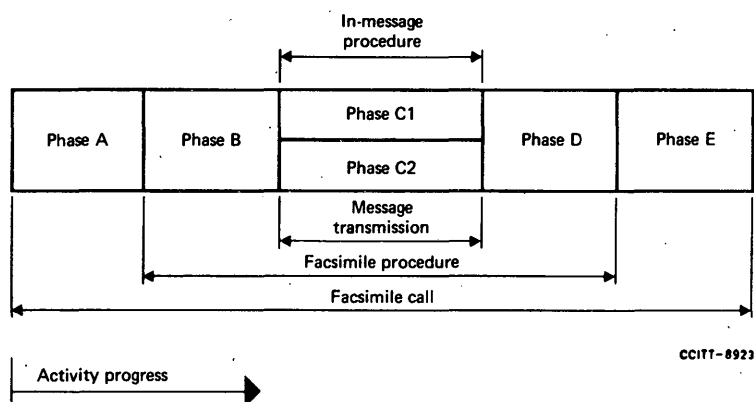 In-message
procedure
Phase A
Phase B
Phase C1
Phase C2
Phase D
Phase E
Message
transmission
Facsimile procedure
Facsimile call
CCITT-8923
Activity progress